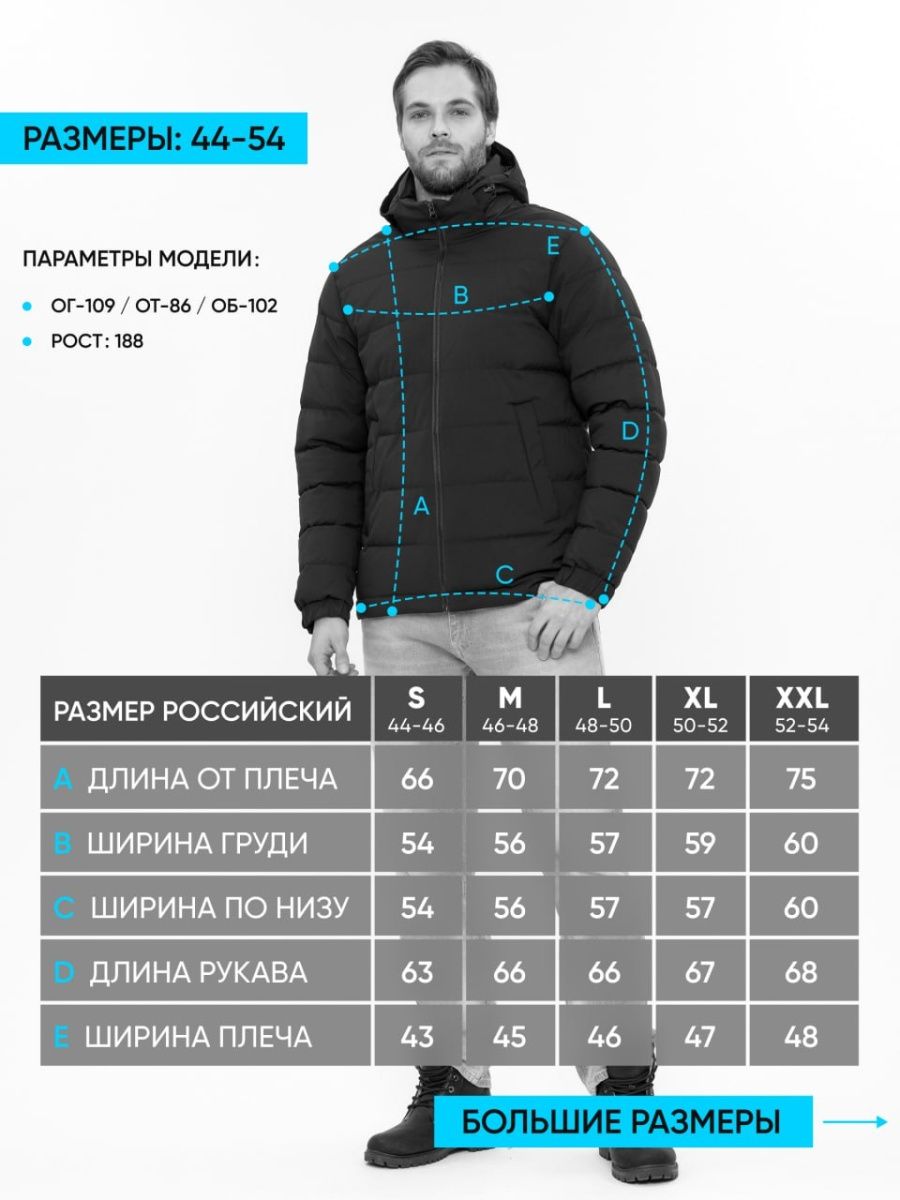 РАЗМЕРЫ: 44-54
ПАРАМЕТРЫ МОДЕЛИ:
• ОГ-109 / ОТ-86 / ОБ-102
• РОСТ: 188
E
B
D
A
C
РАЗМЕР РОССИЙСКИЙ S 44-46 M 46-48 L 48-50 XL 50-52 XXL 52-54
A ДЛИНА ОТ ПЛЕЧА 66 70 72 72 75
B ШИРИНА ГРУДИ 54 56 57 59 60
C ШИРИНА ПО НИЗУ 54 56 57 57 60
D ДЛИНА РУКАВА 63 66 66 67 68
E ШИРИНА ПЛЕЧА 43 45 46 47 48
БОЛЬШИЕ РАЗМЕРЫ